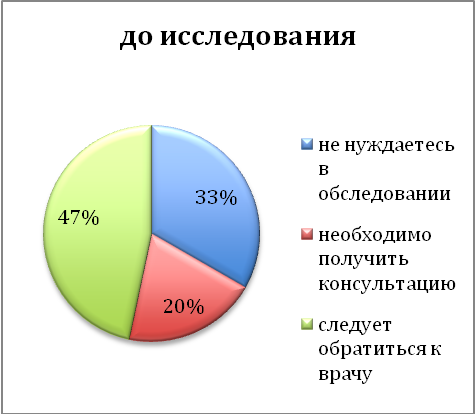 до исследования
33%
47%
20%
не нуждаетесь
в
обследовании
необходимо
получить
консультацию
следует
обратиться к
врачу